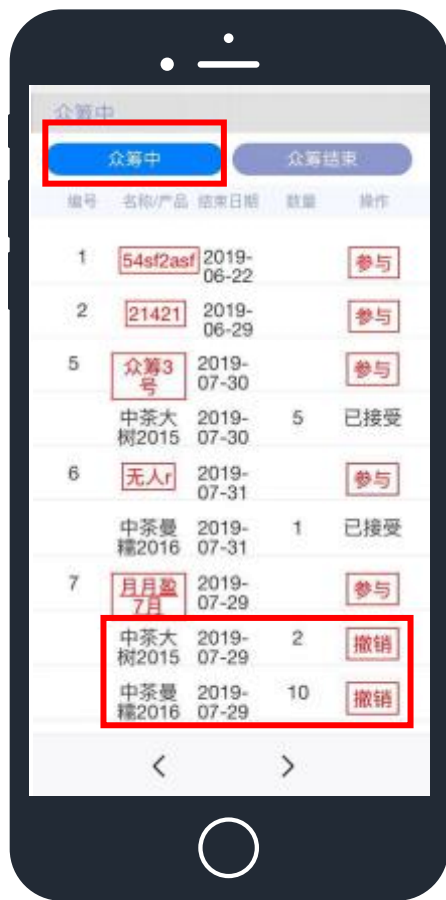 众筹中
众筹中 众筹结束
编号 名称/产品 结束日期 数量 操作
1 54sf2asf 2019- 参与
06-22
2 21421 2019- 参与
06-29
5 众筹3 2019- 参与
号 07-30
中茶大 2019- 5 已接受
树2015 07-30
6 无人r 2019- 参与
07-31
中茶曼 2019- 1 已接受
糯2016 07-31
7 月月盈 2019- 参与
7月 07-29
中茶大 2019- 2 撤销
树2015 07-29
中茶曼 2019- 10 撤销
糯2016 07-29